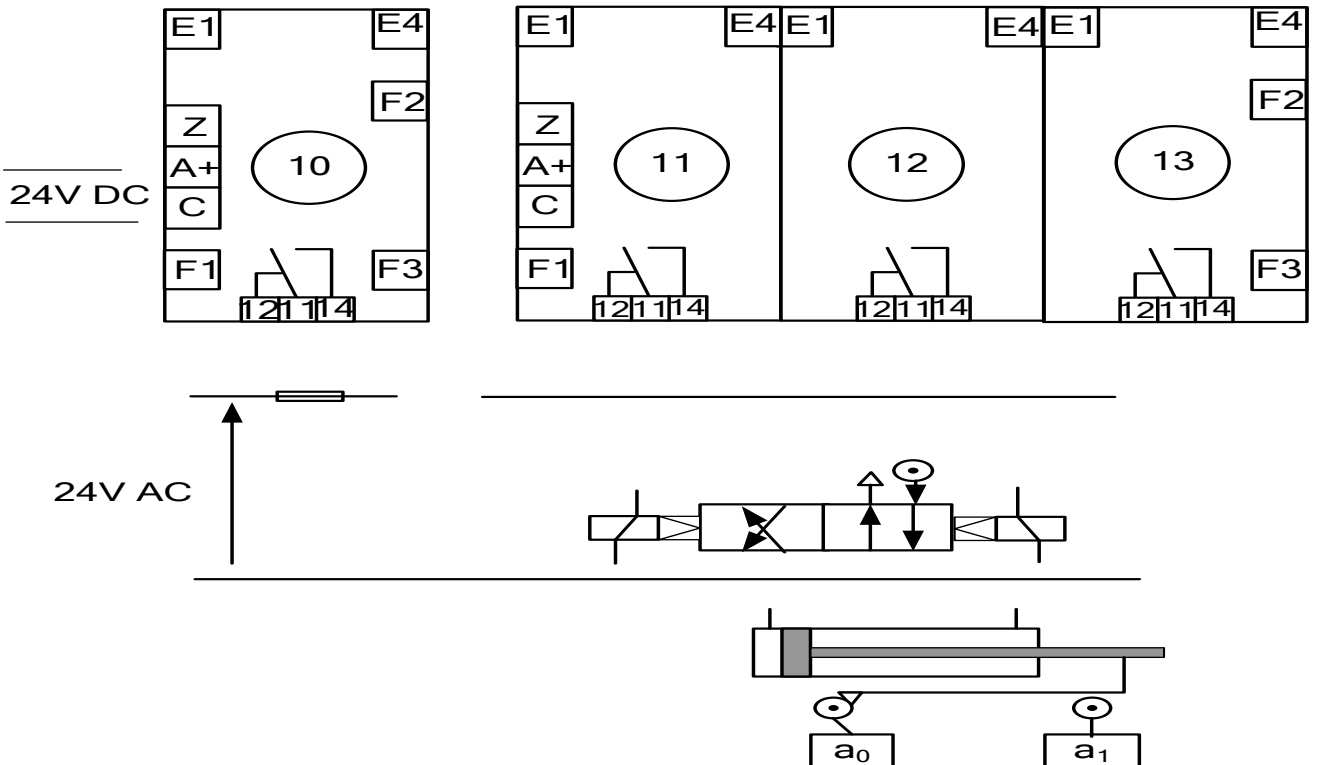 E1 E4 E1 E4 E1 E4 E1 E4
F2 F2
Z Z
A+ 10 A+ 11 12 13
24V DC
C C
F1 F3 F1 F3
12 11 14 12 11 14 12 11 14 12 11 14
24V AC
a₀ a₁